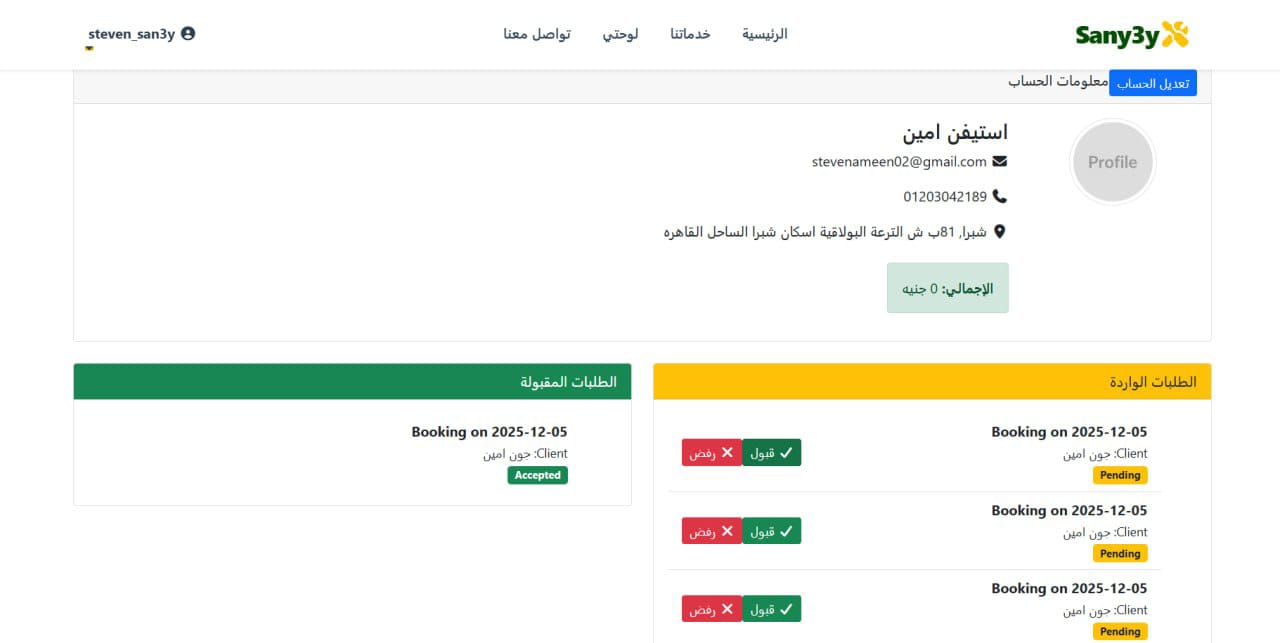 Sany3y
الرئيسية
خدماتنا
لوحتي
تواصل معنا
steven_san3y
تعديل الحساب
معلومات الحساب
Profile
استيفن امين
stevenameen02@gmail.com
01203042189
شبرا, 81ب ش الترعة البولاقية اسكان شبرا الساحل القاهره
الإجمالي: 0 جنيه
الطلبات الواردة
Booking on 2025-12-05
Client: جون امين
Pending
قبول
رفض
Booking on 2025-12-05
Client: جون امين
Pending
قبول
رفض
Booking on 2025-12-05
Client: جون امين
Pending
قبول
رفض
الطلبات المقبولة
Booking on 2025-12-05
Client: جون امين
Accepted